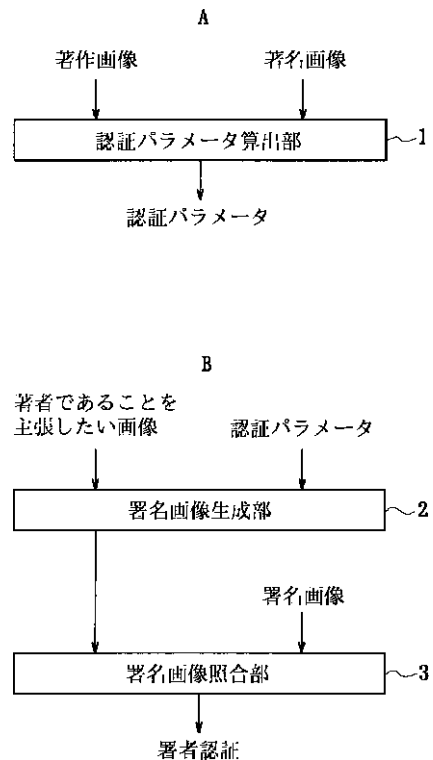 A
著作画像
著名画像
認証パラメータ算出部
1
認証パラメータ
B
著者であることを
主張したい画像
認証パラメータ
署名画像生成部
2
署名画像
署名画像照合部
3
署者認証